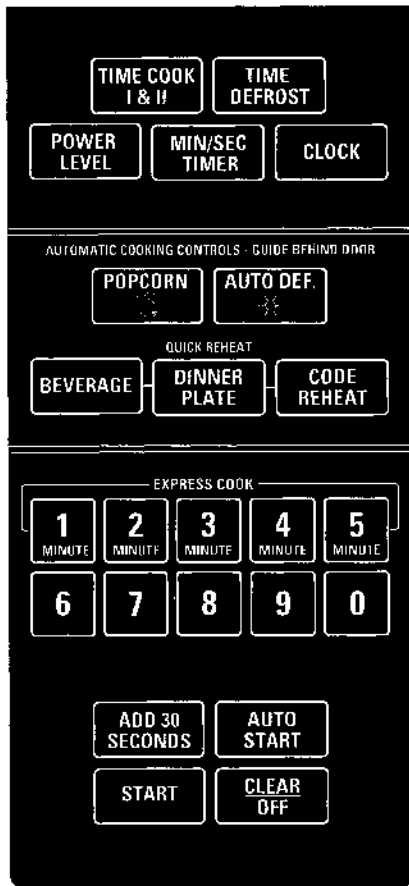 TIME COOK TIME
I & II DEFROST
POWER MIN/SEC CLOCK
LEVEL TIMER
AUTOMATIC COOKING CONTROLS - GUIDE BEHIND DOOR
POPCORN AUTO DEF.
QUICK REHEAT
BEVERAGE DINNER CODE
PLATE REHEAT
EXPRESS COOK
1 2 3 4 5
MINUTE MINUTE MINUTE MINUTE MINUTE
6 7 8 9 0
ADD 30 AUTO
SECONDS START
START CLEAR
OFF